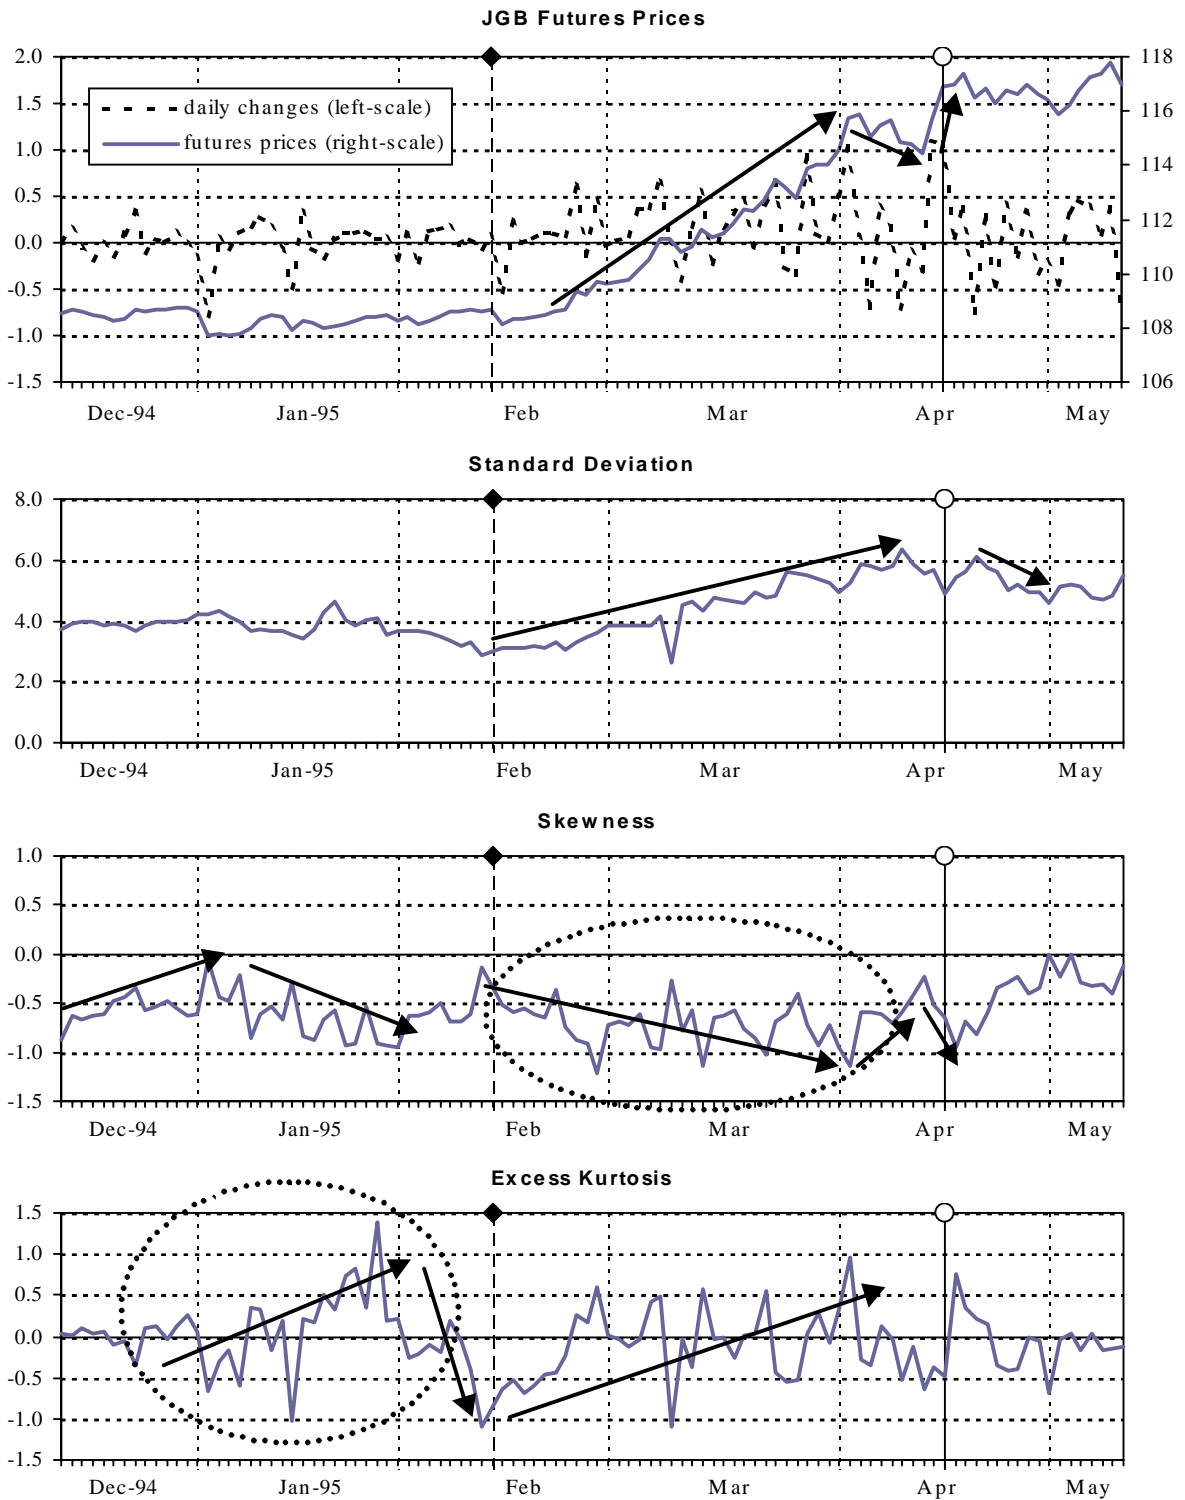 JGB Futures Prices
2.0 118
daily changes (left-scale)
1.5 116
futures prices (right-scale)
1.0 114
0.5
112
0.0
110
-0.5
108
-1.0
-1.5 106
Dec-94 Jan-95 Feb Mar Apr May
Standard Deviation
8.0
6.0
4.0
2.0
0.0
Dec-94 Jan-95 Feb Mar Apr May
Skewness
1.0
0.5
0.0
-0.5
-1.0
-1.5
Dec-94 Jan-95 Feb Mar Apr May
Excess Kurtosis
1.5
1.0
0.5
0.0
-0.5
-1.0
-1.5
Dec-94 Jan-95 Feb Mar Apr May